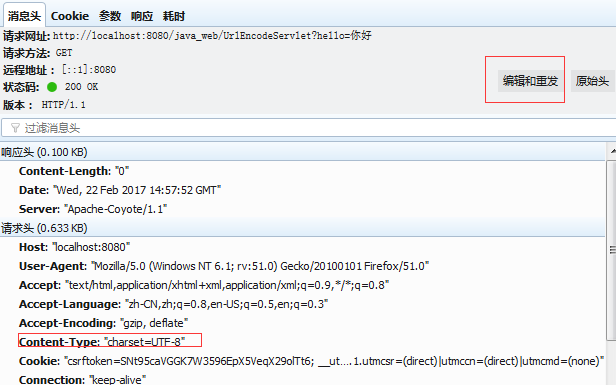 消息头 Cookie 参数 响应 耗时
请求网址: http://localhost:8080/java_web/UrlEncodeServlet?hello=你好
请求方法: GET
远程地址: [::1]:8080
状态码: 200 OK
编辑和重发 原始头
版本: HTTP/1.1
过滤消息头
响应头 (0.100 KB)
Content-Length: "0"
Date: "Wed, 22 Feb 2017 14:57:52 GMT"
Server: "Apache-Coyote/1.1"
请求头 (0.633 KB)
Host: "localhost:8080"
User-Agent: "Mozilla/5.0 (Windows NT 6.1; rv:51.0) Gecko/20100101 Firefox/51.0"
Accept: "text/html,application/xhtml+xml,application/xml;q=0.9,*/*;q=0.8"
Accept-Language: "zh-CN,zh;q=0.8,en-US;q=0.5,en;q=0.3"
Accept-Encoding: "gzip, deflate"
Content-Type: "charset=UTF-8"
Cookie: "csrftoken=SNt95caVGGK7W3596EpX5VeqX29olTt6; __ut….1.utmcsr=(direct)|utmccn=(direct)|utmcmd=(none)"
Connection: "keep-alive"